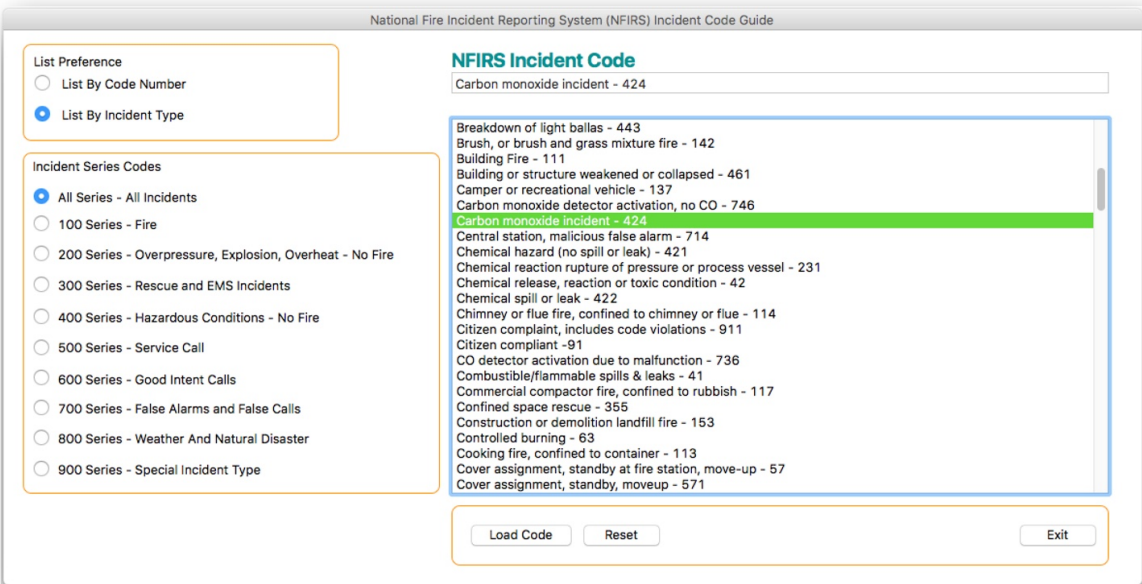 National Fire Incident Reporting System (NFIRS) Incident Code Guide
List Preference
List By Code Number
List By Incident Type
Incident Series Codes
All Series - All Incidents
100 Series - Fire
200 Series - Overpressure, Explosion, Overheat - No Fire
300 Series - Rescue and EMS Incidents
400 Series - Hazardous Conditions - No Fire
500 Series - Service Call
600 Series - Good Intent Calls
700 Series - False Alarms and False Calls
800 Series - Weather And Natural Disaster
900 Series - Special Incident Type
NFIRS Incident Code
Carbon monoxide incident - 424
Breakdown of light ballas - 443
Brush, or brush and grass mixture fire - 142
Building Fire - 111
Building or structure weakened or collapsed - 461
Camper or recreational vehicle - 137
Carbon monoxide detector activation, no CO - 746
Carbon monoxide incident - 424
Central station, malicious false alarm - 714
Chemical hazard (no spill or leak) - 421
Chemical reaction rupture of pressure or process vessel - 231
Chemical release, reaction or toxic condition - 42
Chemical spill or leak - 422
Chimney or flue fire, confined to chimney or flue - 114
Citizen complaint, includes code violations - 911
Citizen compliant -91
CO detector activation due to malfunction - 736
Combustible/flammable spills & leaks - 41
Commercial compactor fire, confined to rubbish - 117
Confined space rescue - 355
Construction or demolition landfill fire - 153
Controlled burning - 63
Cooking fire, confined to container - 113
Cover assignment, standby at fire station, move-up - 57
Cover assignment, standby, moveup - 571
Load Code
Reset
Exit